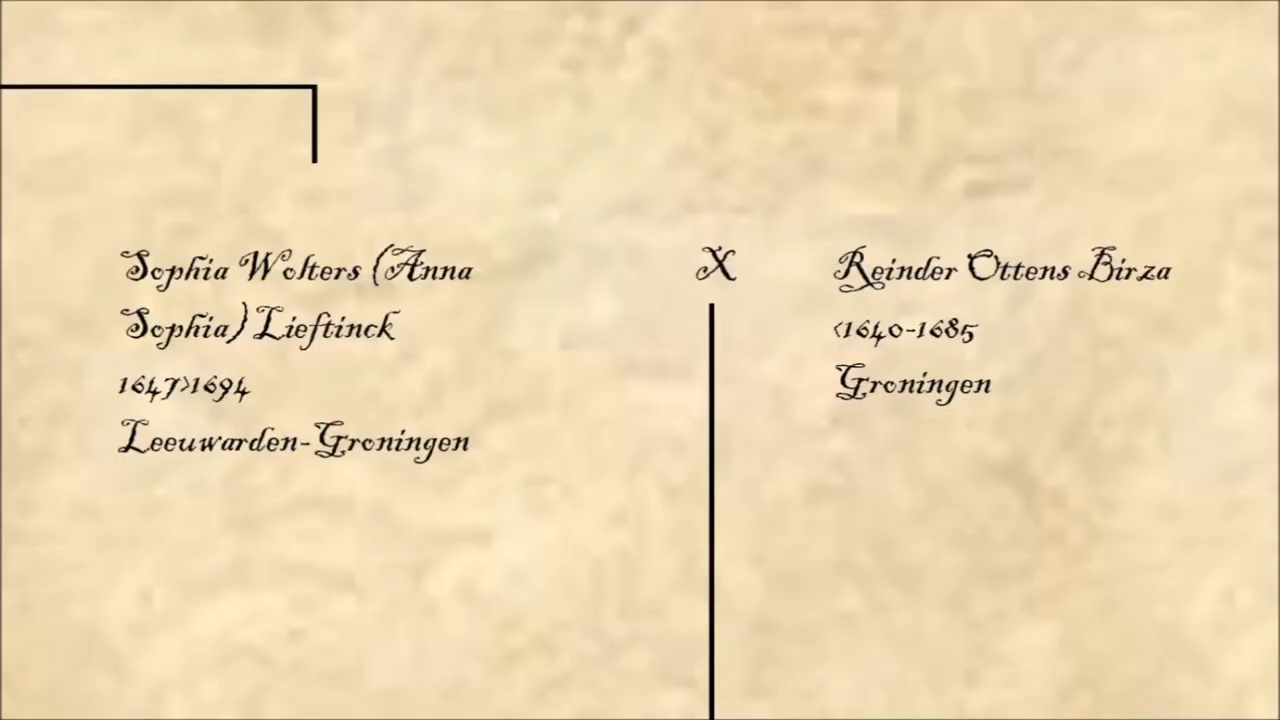 Sophia Wolters (Anna
Sophia) Lieftinck
1647>1694
Leeuwarden-Groningen
X
Reinder Ottens Birza
<1640-1685
Groningen